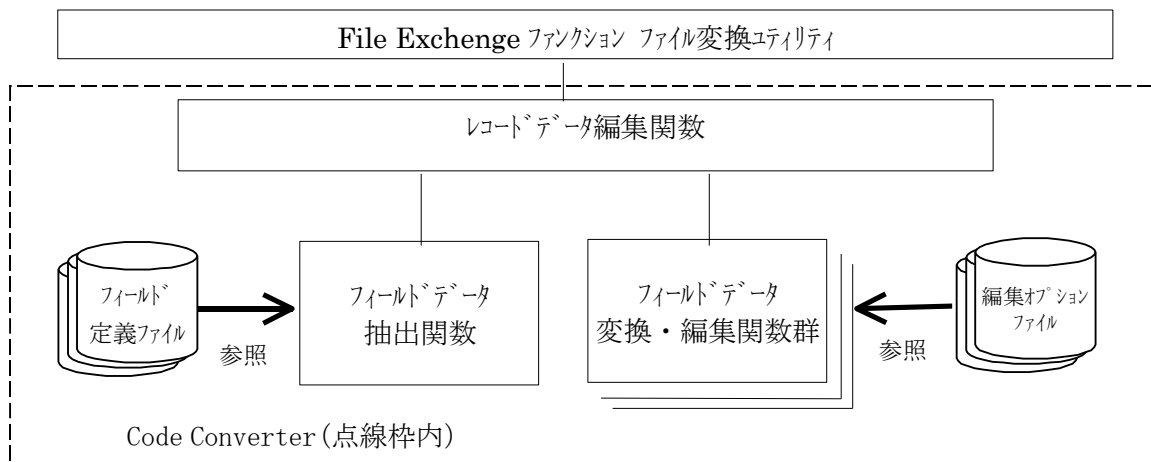 File Exchenge ﾌｧﾝｸｼｮﾝ ﾌｧｲﾙ変換ﾕﾃｨﾘﾃｨ
ﾚｺｰﾄﾞﾃﾞｰﾀ編集関数
ﾌｨｰﾙﾄﾞ
定義ﾌｧｲﾙ
参照
ﾌｨｰﾙﾄﾞﾃﾞｰﾀ
抽出関数
ﾌｨｰﾙﾄﾞﾃﾞｰﾀ
変換・編集関数群
参照
編集ｵﾌﾟｼｮﾝ
ﾌｧｲﾙ
Code Converter(点線枠内)